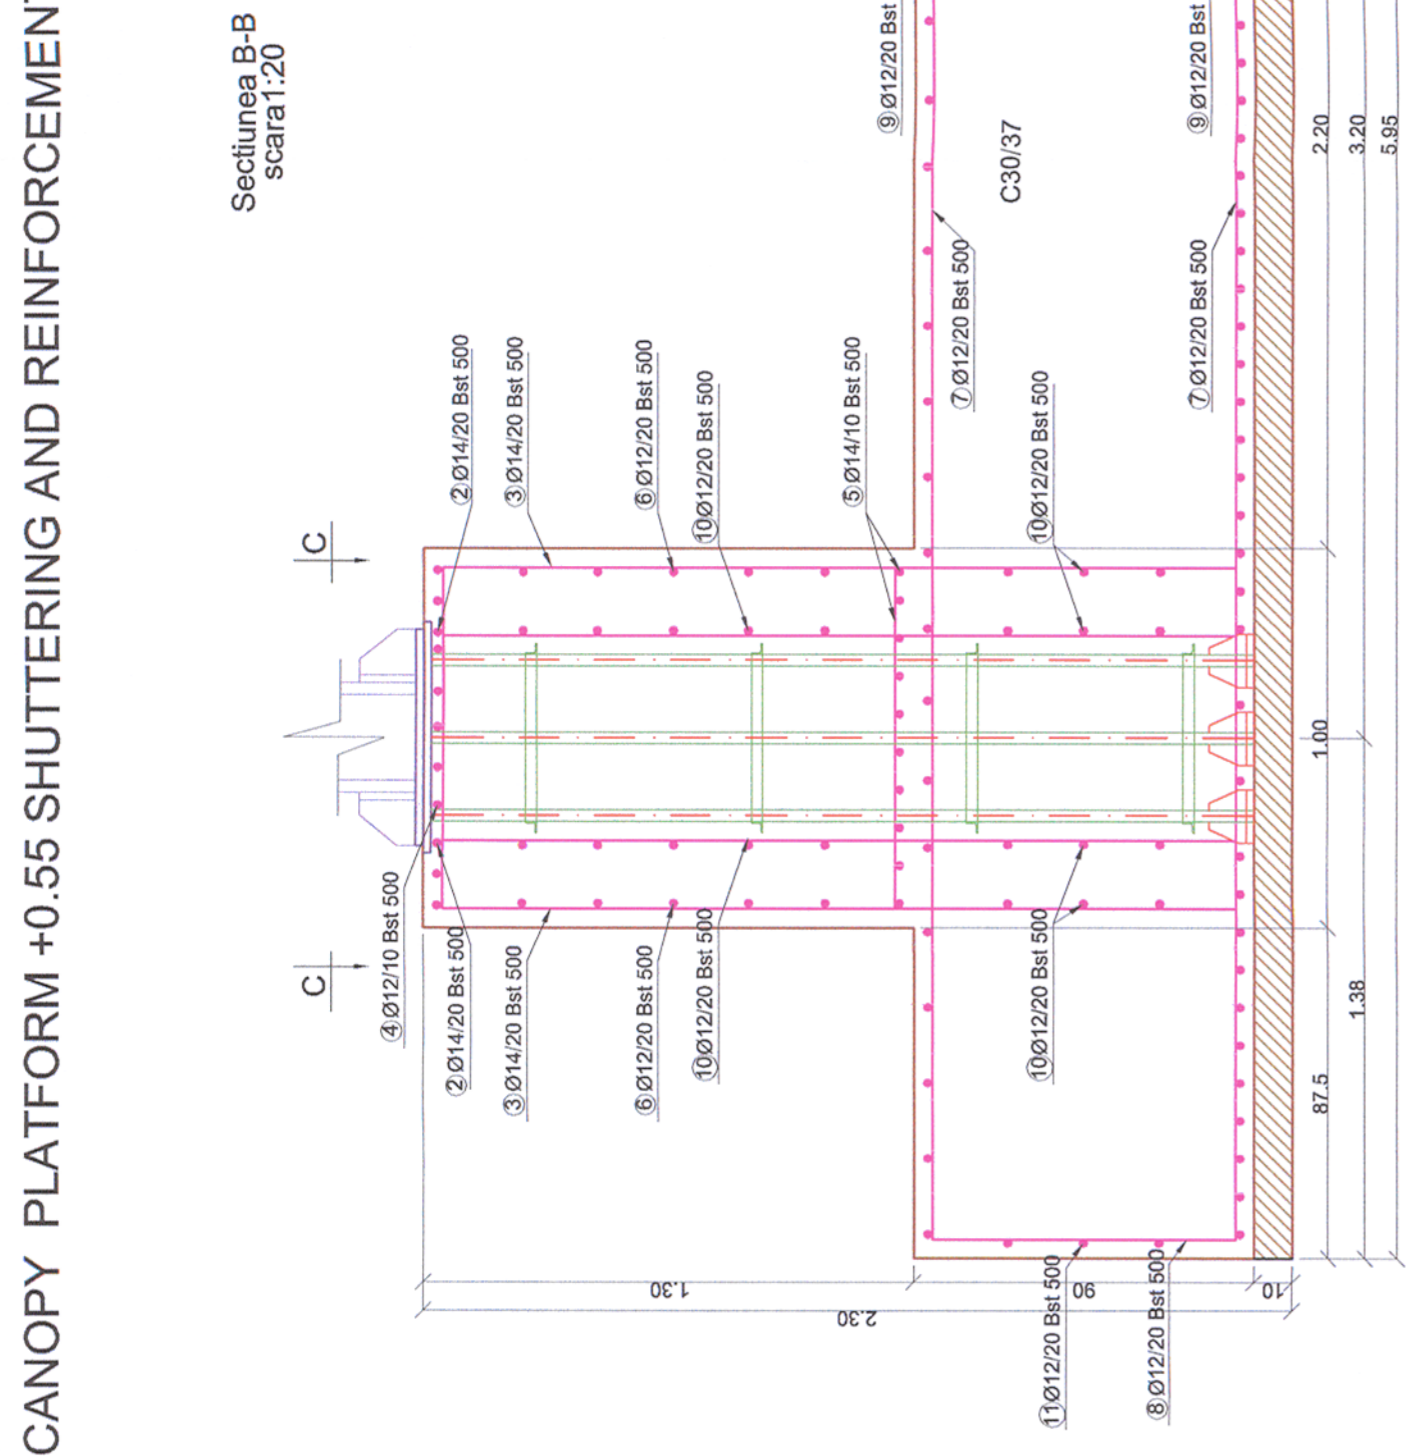 CANOPY PLATFORM +0.55 SHUTTERING AND REINFORCEMENT
Sectiunea B-B
scara1:20
C
C
④Ø12/10 Bst 500
②Ø14/20 Bst 500
②Ø14/20 Bst 500
③Ø14/20 Bst 500
③Ø14/20 Bst 500
⑥Ø12/20 Bst 500
⑥Ø12/20 Bst 500
⑩Ø12/20 Bst 500
⑩Ø12/20 Bst 500
⑤Ø14/10 Bst 500
⑨Ø12/20 Bst
⑦Ø12/20 Bst 500
C30/37
⑩Ø12/20 Bst 500
⑩Ø12/20 Bst 500
⑪Ø12/20 Bst 500
⑧Ø12/20 Bst 500
⑦Ø12/20 Bst 500
⑨Ø12/20 Bst
1.30
90
10
2.30
87.5
1.00
2.20
1.38
3.20
5.95